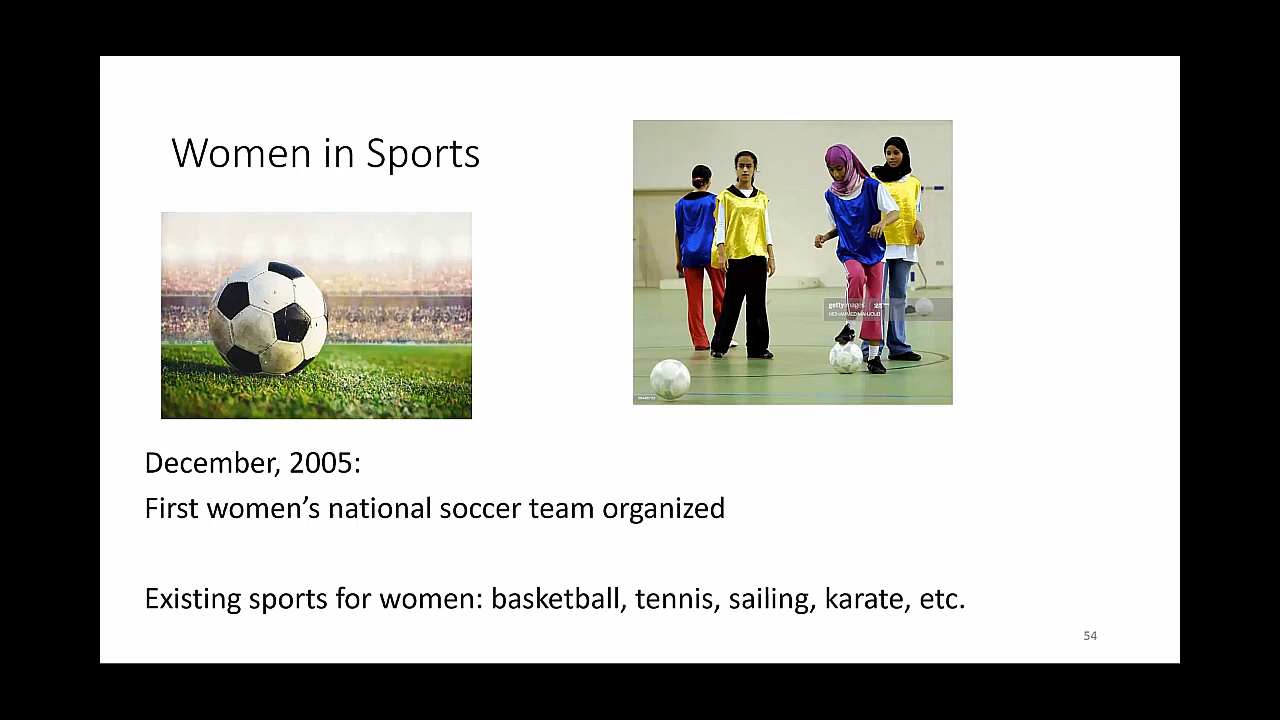 Women in Sports
gettyimages
December, 2005:
First women’s national soccer team organized
Existing sports for women: basketball, tennis, sailing, karate, etc.
54